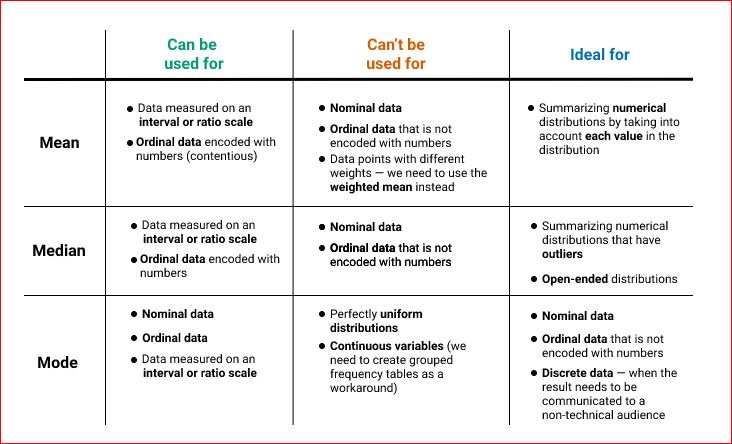 Can be
used for
Can't be
used for
Ideal for
Mean
● Data measured on an
interval or ratio scale
● Ordinal data encoded with
numbers (contentious)
● Nominal data
● Ordinal data that is not
encoded with numbers
● Data points with different
weights — we need to use the
weighted mean instead
● Summarizing numerical
distributions by taking into
account each value in the
distribution
Median
● Data measured on an
interval or ratio scale
● Ordinal data encoded with
numbers
● Nominal data
● Ordinal data that is not
encoded with numbers
● Summarizing numerical
distributions that have
outliers
● Open-ended distributions
Mode
● Nominal data
● Ordinal data
● Data measured on an
interval or ratio scale
● Perfectly uniform
distributions
● Continuous variables (we
need to create grouped
frequency tables as a
workaround)
● Nominal data
● Ordinal data that is not
encoded with numbers
● Discrete data — when the
result needs to be
communicated to a
non-technical audience